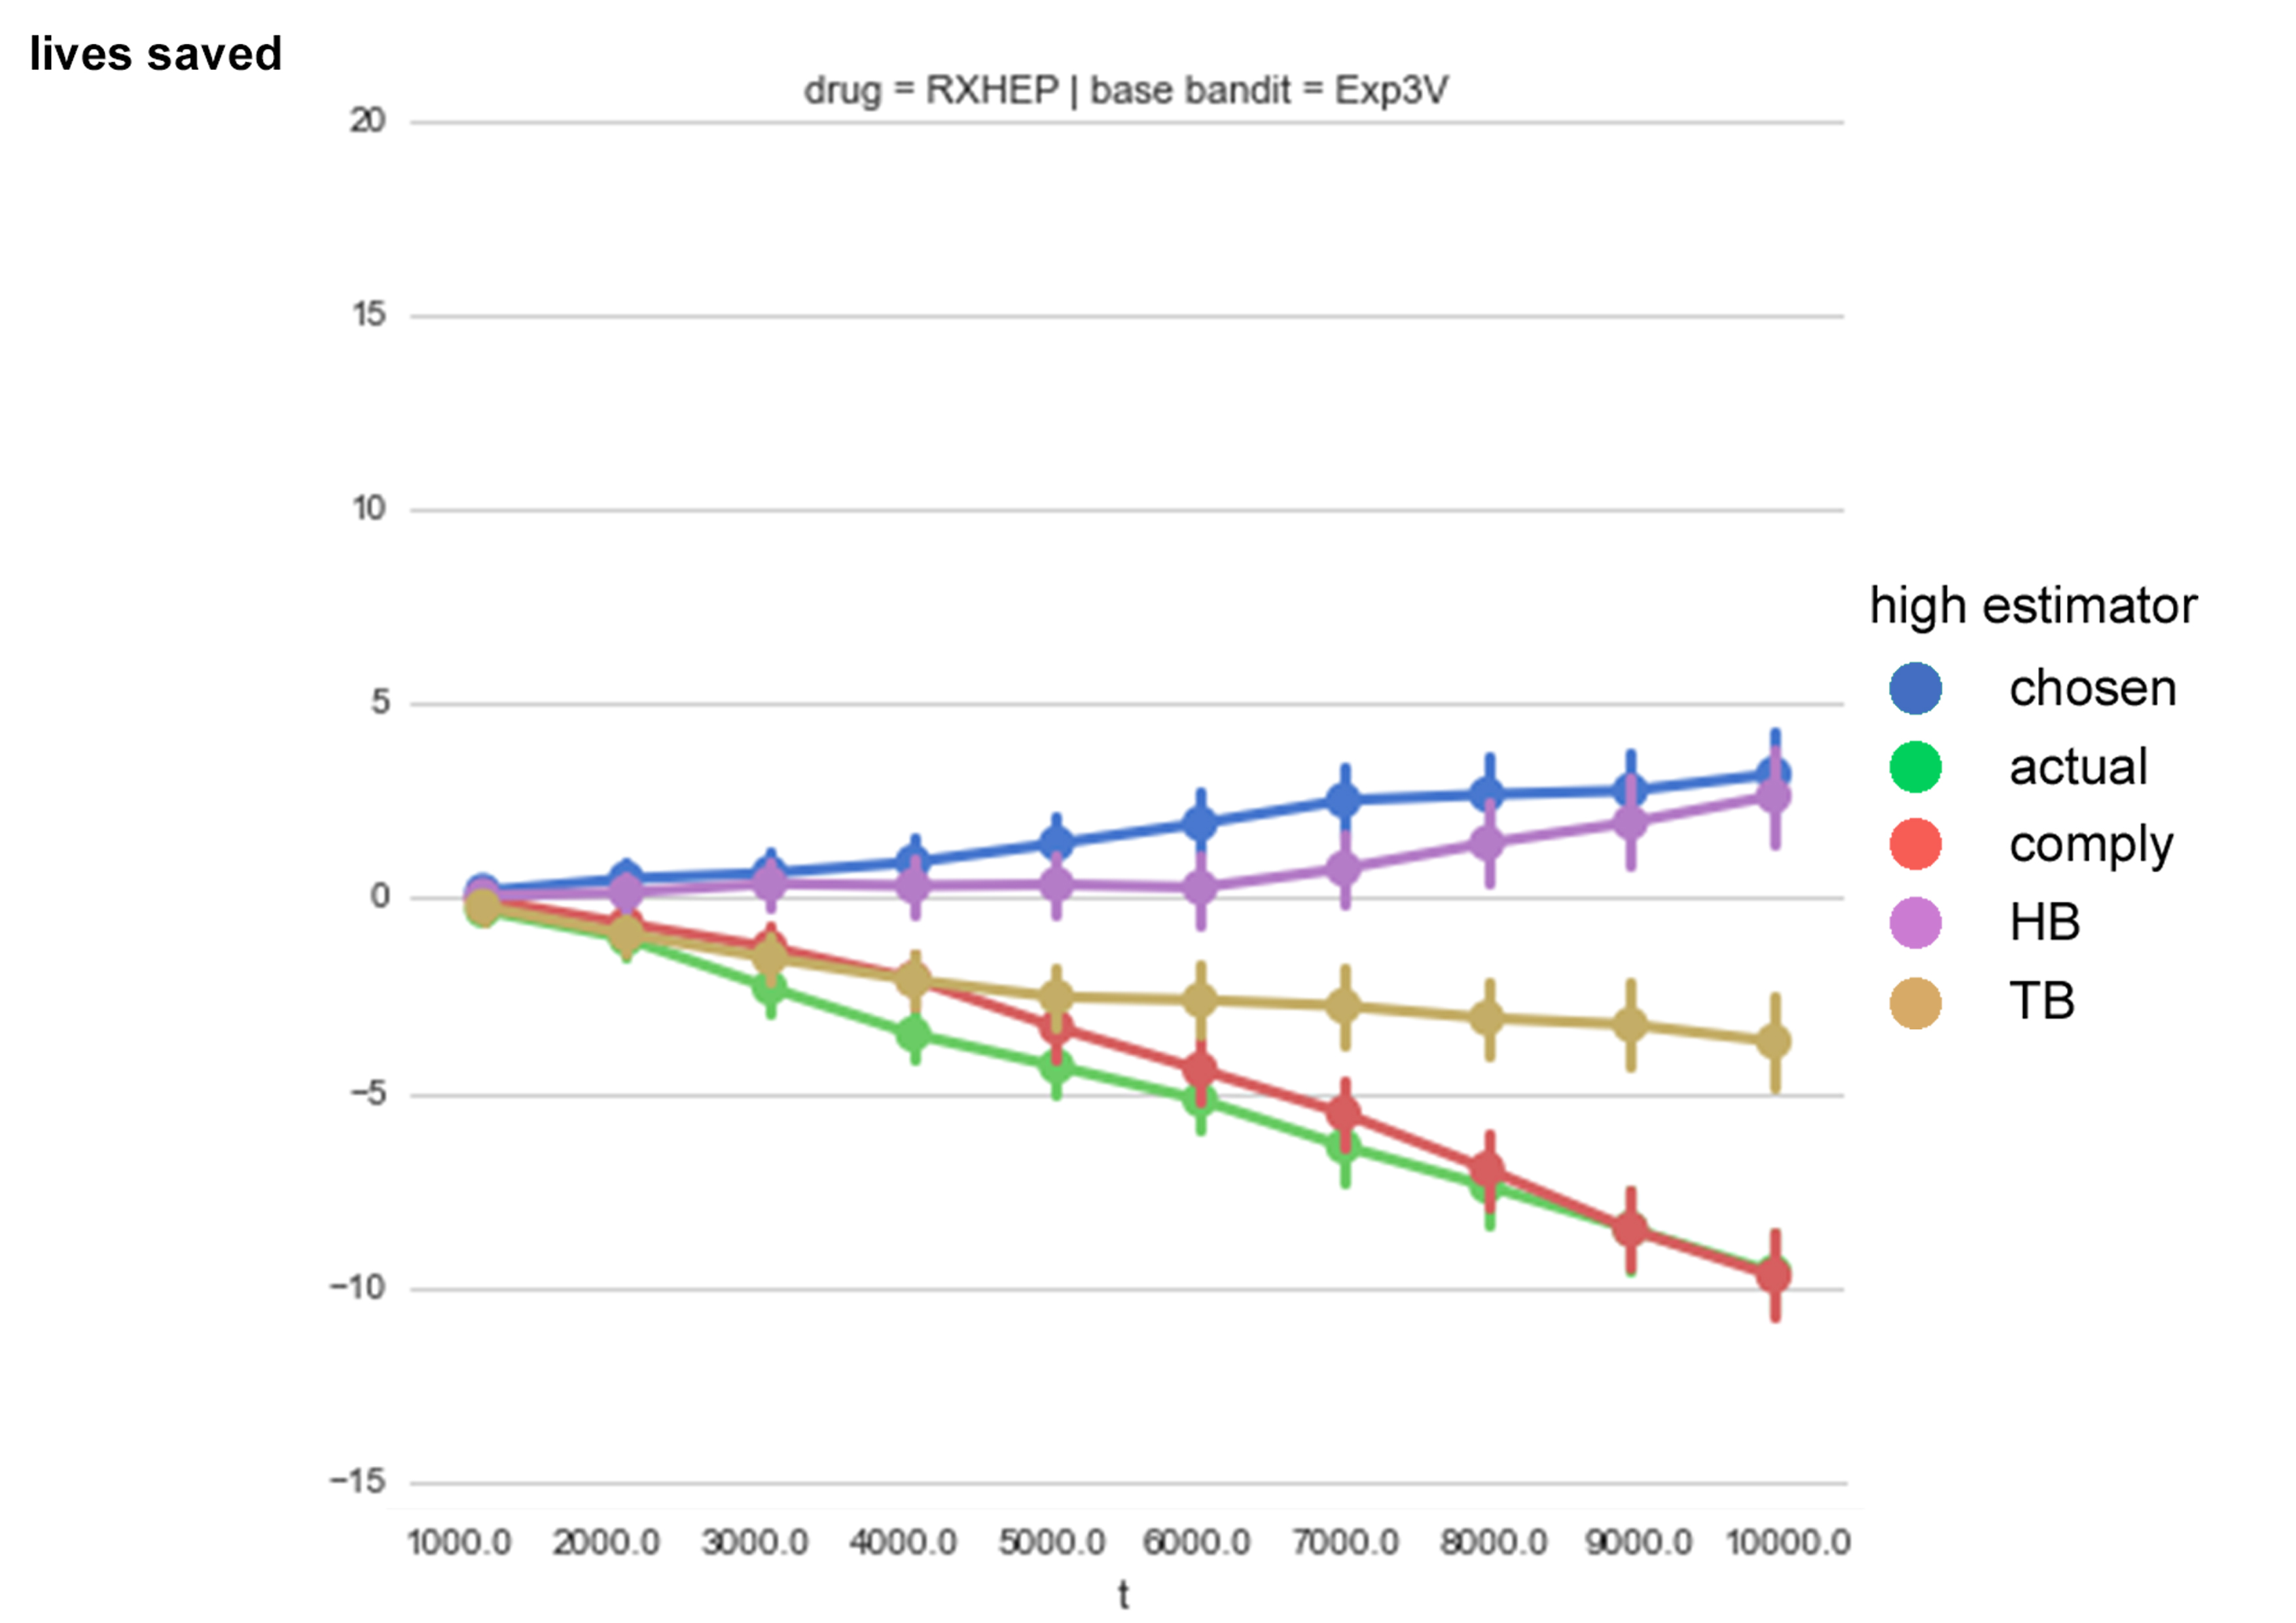 lives saved
drug = RXHEP | base bandit = Exp3V
20
15
10
5
0
−5
−10
−15
1000.0 2000.0 3000.0 4000.0 5000.0 6000.0 7000.0 8000.0 9000.0 10000.0
t
high estimator
chosen
actual
comply
HB
TB